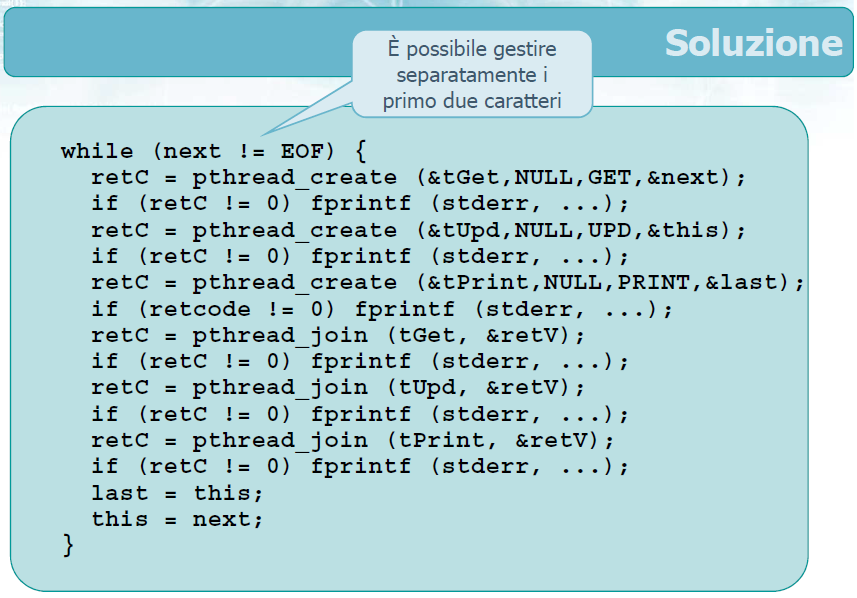 Soluzione
È possibile gestire
separatamente i
primo due caratteri
while (next != EOF) {
  retC = pthread_create (&tGet,NULL,GET,&next);
  if (retC != 0) fprintf (stderr, ...);
  retC = pthread_create (&tUpd,NULL,UPD,&this);
  if (retC != 0) fprintf (stderr, ...);
  retC = pthread_create (&tPrint,NULL,PRINT,&last);
  if (retcode != 0) fprintf (stderr, ...);
  retC = pthread_join (tGet, &retV);
  if (retC != 0) fprintf (stderr, ...);
  retC = pthread_join (tUpd, &retV);
  if (retC != 0) fprintf (stderr, ...);
  retC = pthread_join (tPrint, &retV);
  if (retC != 0) fprintf (stderr, ...);
  last = this;
  this = next;
}